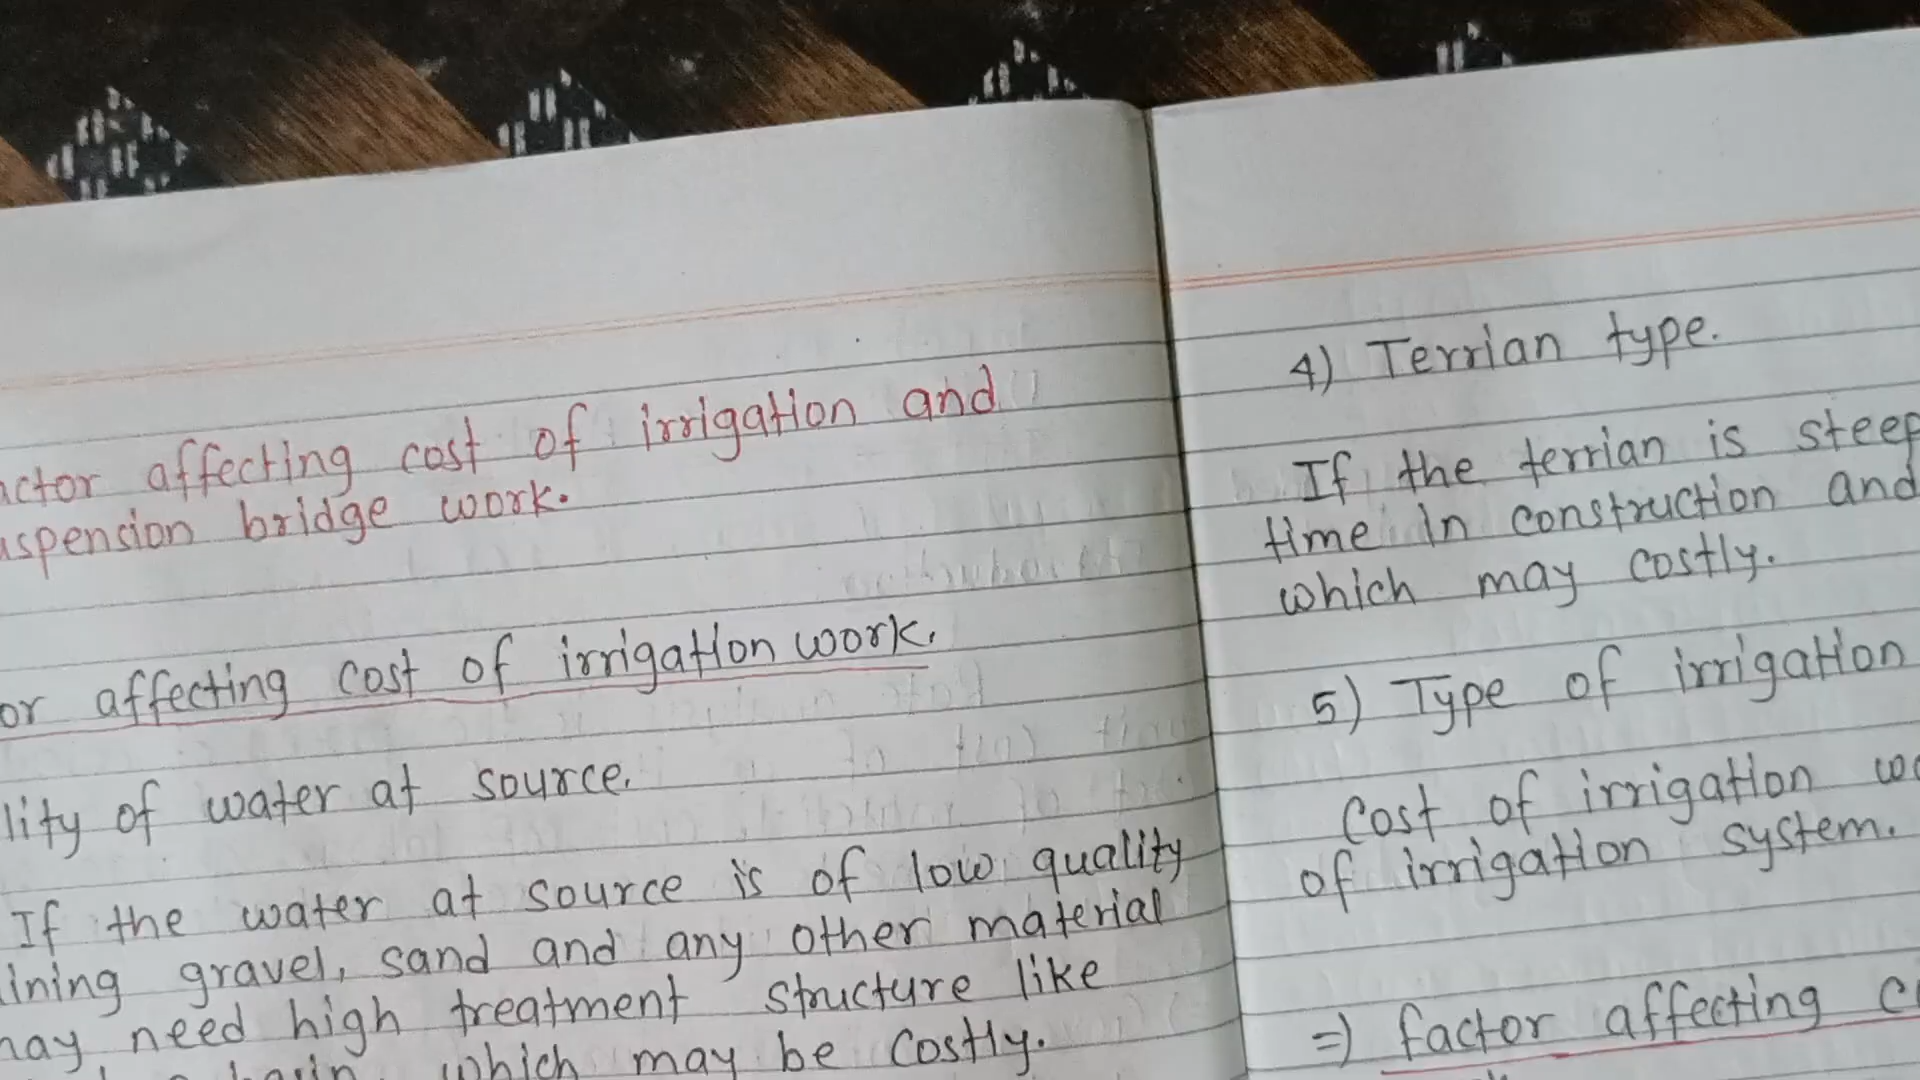 actor affecting cost of irrigation and
uspension bridge work.
or affecting cost of irrigation work.
lity of water at source.
If the water at source is of low quality
ining gravel, sand and any other material
may need high treatment structure like
which may be costly.
4) Terrian type.
If the terrian is steep
time in construction and
which may costly.
5) Type of irrigation
Cost of irrigation
of irrigation system.
=) factor affecting